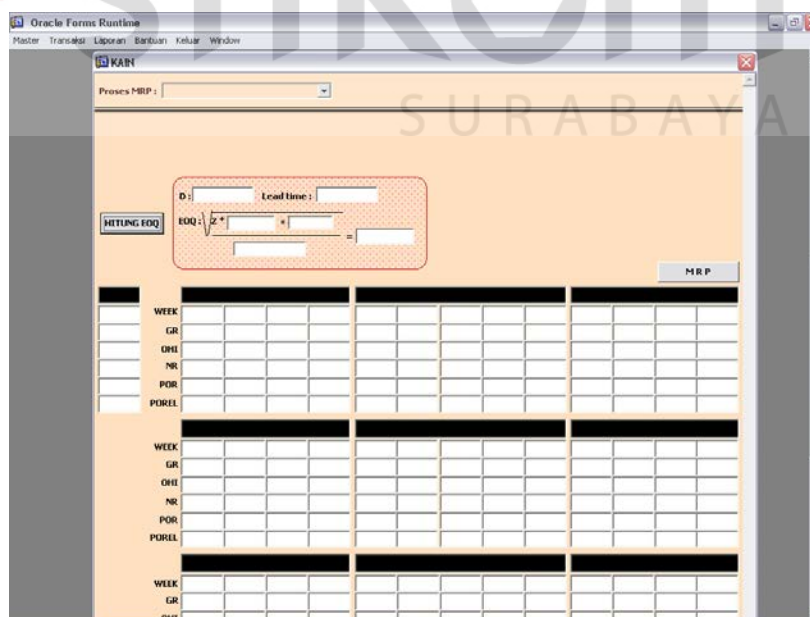 Oracle Forms Runtime
Master Transaksi Laporan Bantuan Keluar Window
KAIN
Proses MRP :
SURABAYA
D : Lead time :
HITUNG EOQ
EOQ : √ 2 * *
=
MRP
WEEK
GR
OHI
NR
POR
POREL
WEEK
GR
OHI
NR
POR
POREL
WEEK
GR
OHI